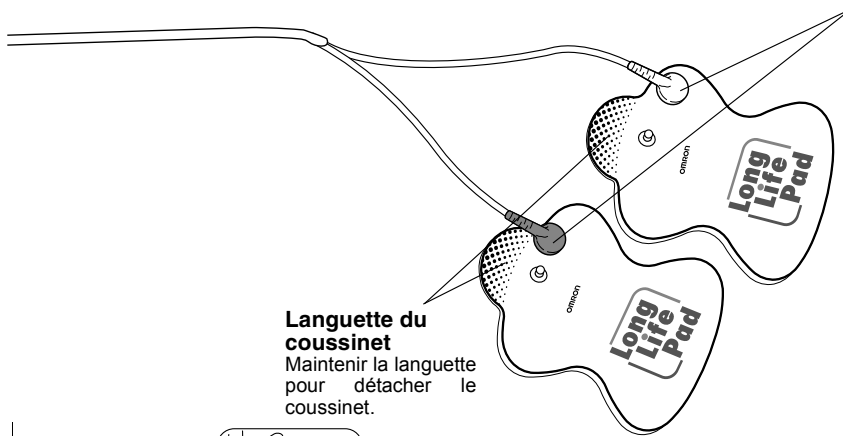 OMRON
Long
Life
Pad
OMRON
Long
Life
Pad
Languette du
coussinet
Maintenir la languette
pour détacher le
coussinet.